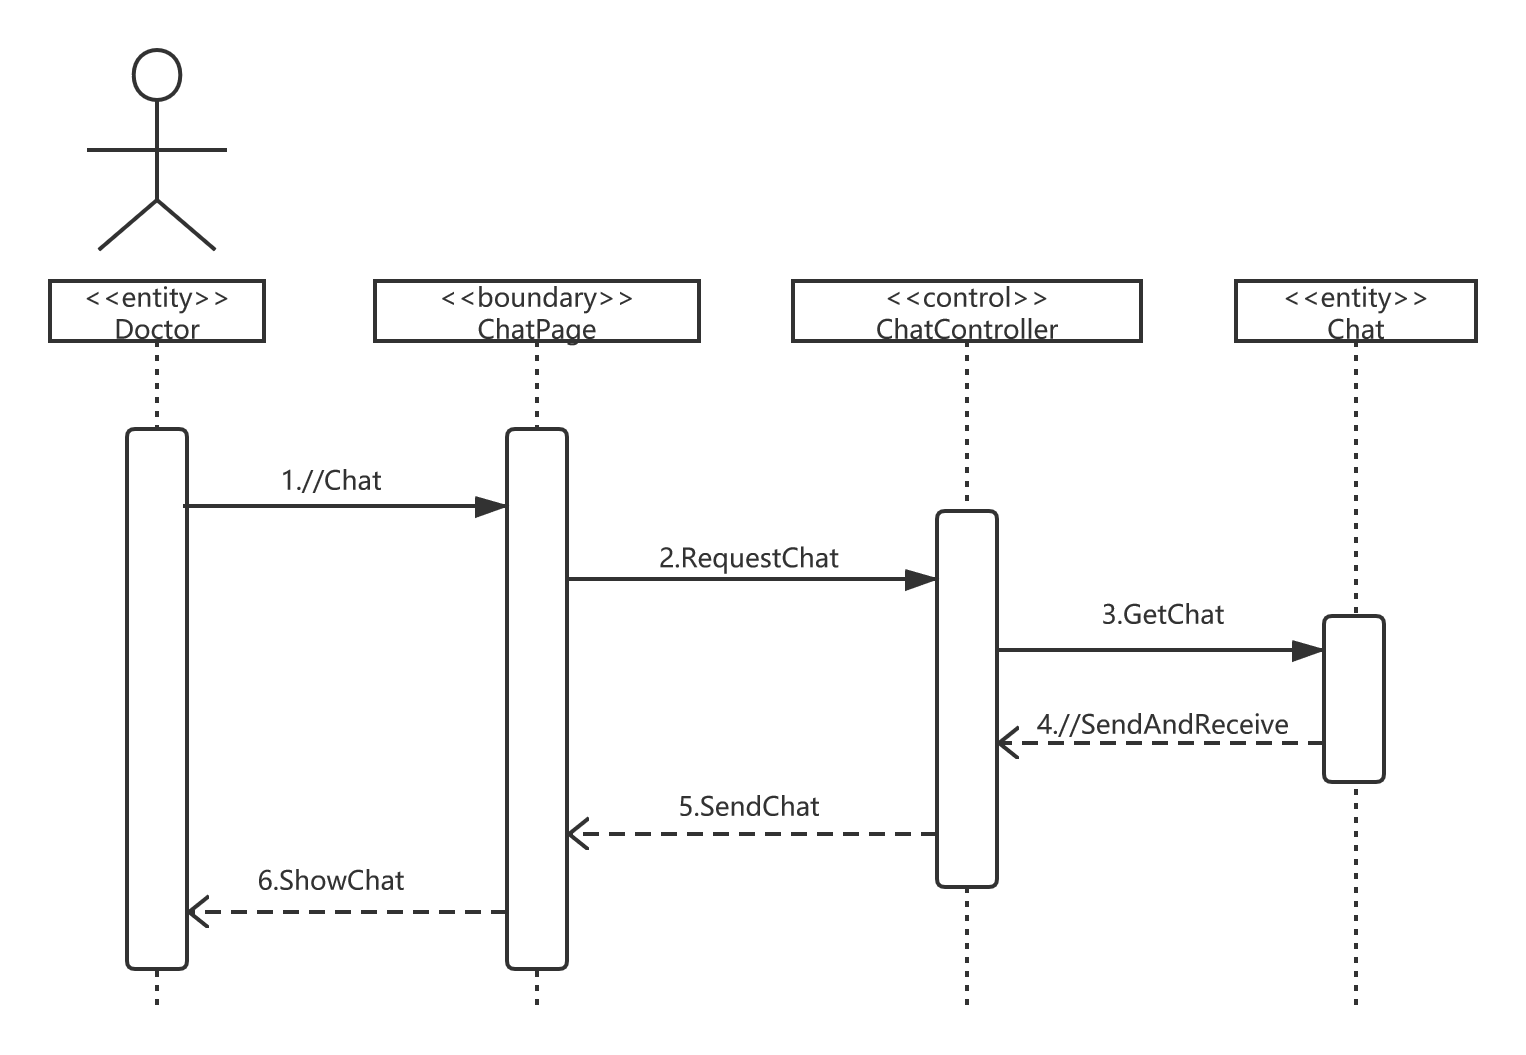 <<entity>>
Doctor
<<boundary>>
ChatPage
<<control>>
ChatController
<<entity>>
Chat
1.//Chat
2.RequestChat
3.GetChat
4.//SendAndReceive
5.SendChat
6.ShowChat